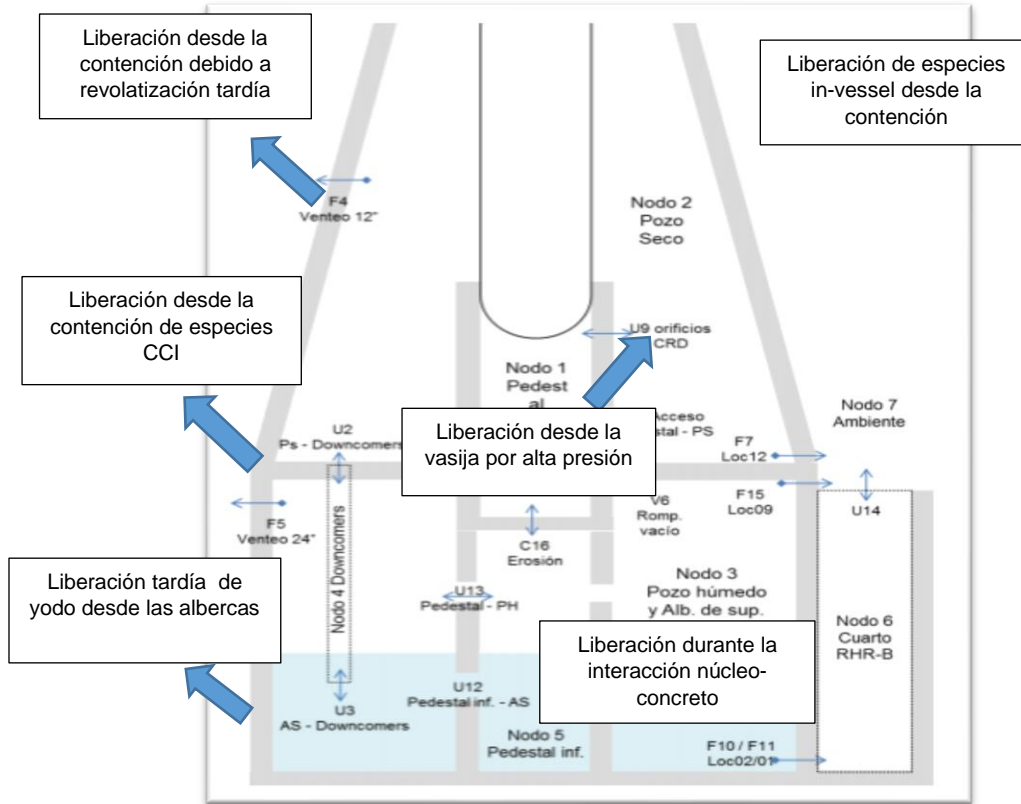 Liberación desde la
contención debido a
revolatización tardía
Liberación de especies
in-vessel desde la
contención
F4
Venteo 12"
Nodo 2
Pozo
Seco
Liberación desde la
contención de especies
CCI
U9 orificios
CRD
Nodo 1
Pedest
al
Liberación desde la
vasija por alta presión
Acceso
stal - PS
Nodo 7
Ambiente
U2
Ps - Downcomers
F7
Loc12
F15
Loc09
U14
F5
Venteo 24"
Nodo 4 Downcomers
V6
Romp.
vacío
C16
Erosión
Liberación tardía de
yodo desde las albercas
U13
Pedestal - PH
Nodo 3
Pozo húmedo
y Alb. de sup.
Nodo 6
Cuarto
RHR-B
Liberación durante la
interacción núcleo-
concreto
U12
Pedestal inf. - AS
U3
AS - Downcomers
Nodo 5
Pedestal inf.
F10 / F11
Loc02/01